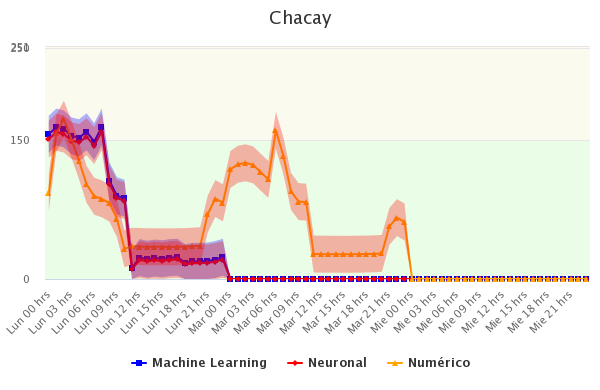 Chacay
250
150
0
Lun 00 hrs
Lun 03 hrs
Lun 06 hrs
Lun 09 hrs
Lun 12 hrs
Lun 15 hrs
Lun 18 hrs
Lun 21 hrs
Mar 00 hrs
Mar 03 hrs
Mar 06 hrs
Mar 09 hrs
Mar 12 hrs
Mar 15 hrs
Mar 18 hrs
Mar 21 hrs
Mie 00 hrs
Mie 03 hrs
Mie 06 hrs
Mie 09 hrs
Mie 12 hrs
Mie 15 hrs
Mie 18 hrs
Mie 21 hrs
Machine Learning Neuronal Numérico